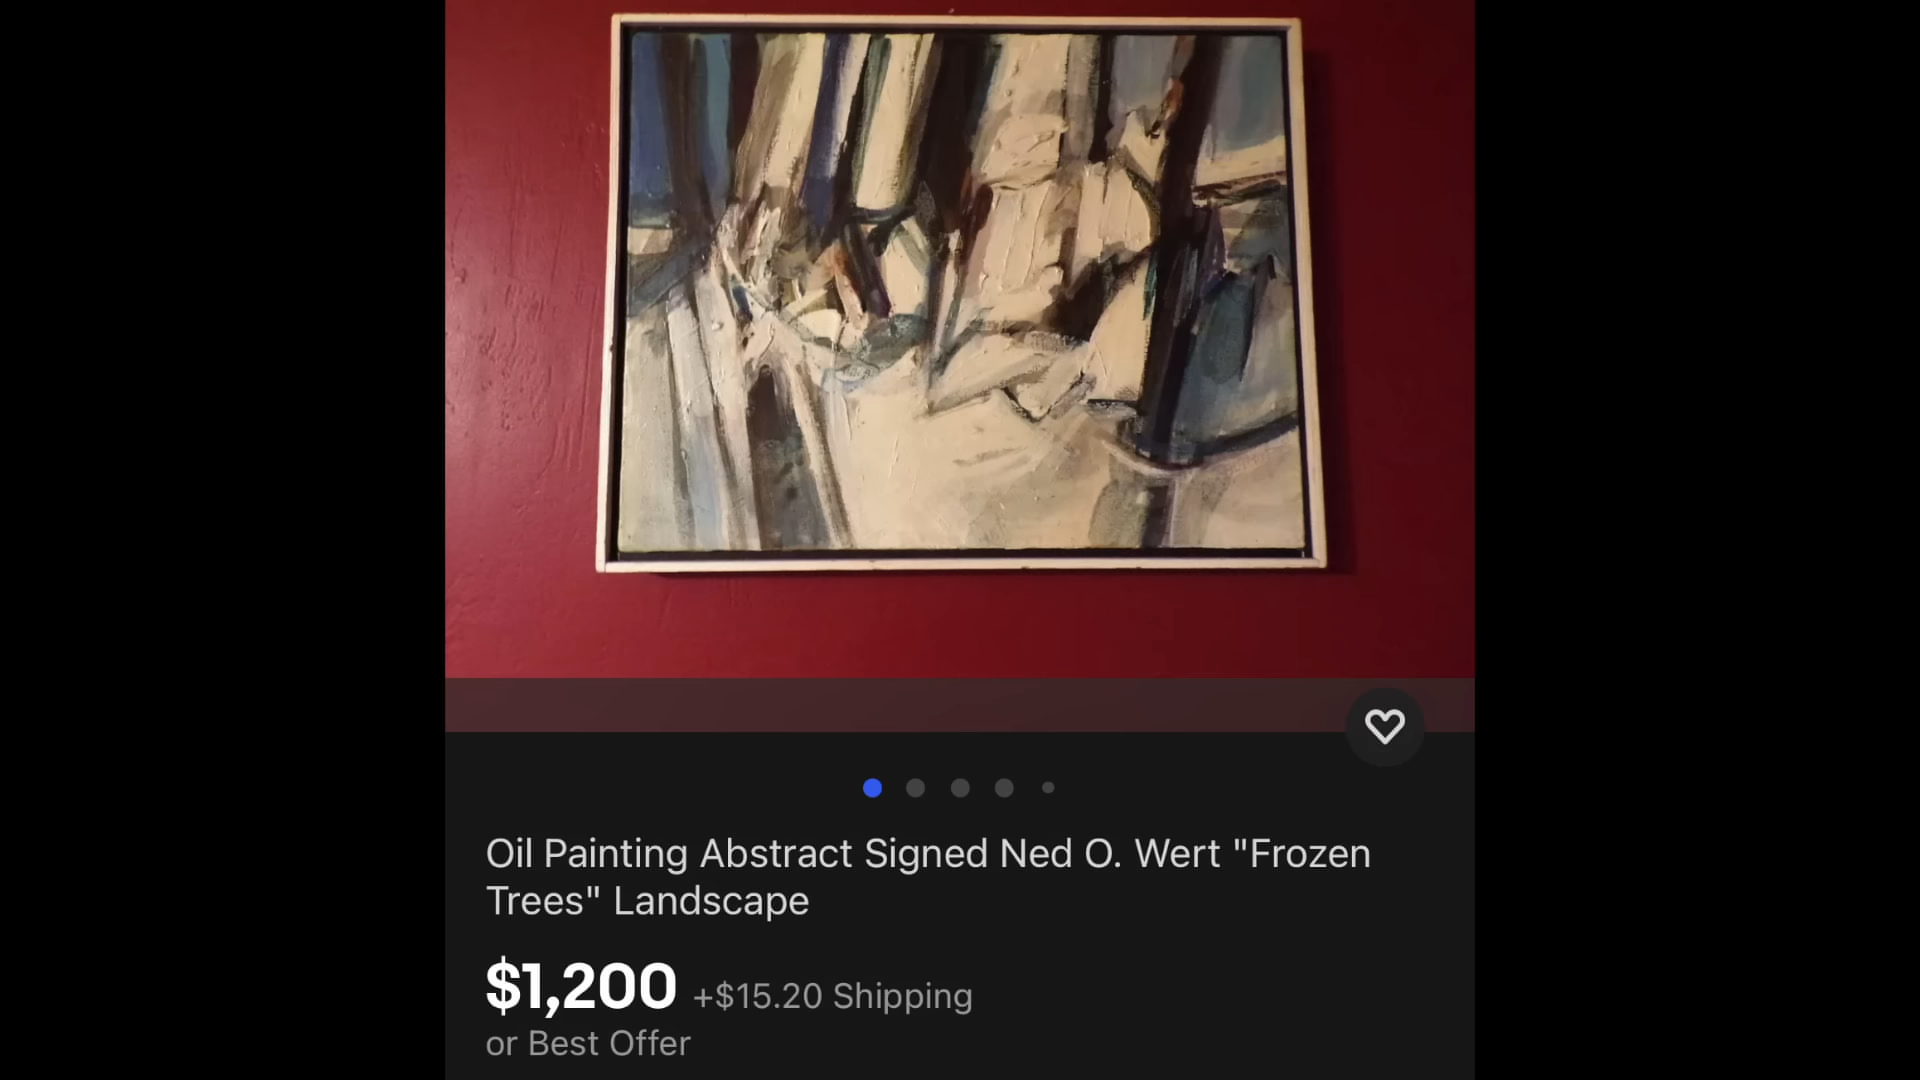 Oil Painting Abstract Signed Ned O. Wert "Frozen
Trees" Landscape
$1,200 +$15.20 Shipping
or Best Offer